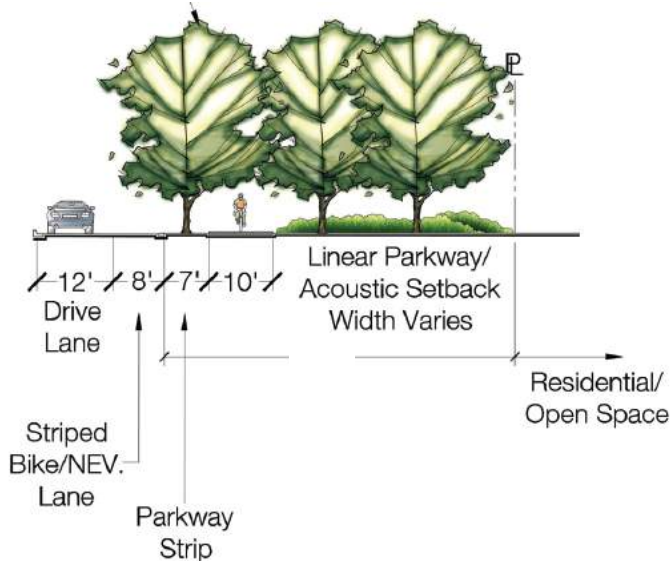 PL
12' 8' 7' 10'
Drive
Lane
Linear Parkway/
Acoustic Setback
Width Varies
Residential/
Open Space
Striped
Bike/NEV.
Lane
Parkway
Strip